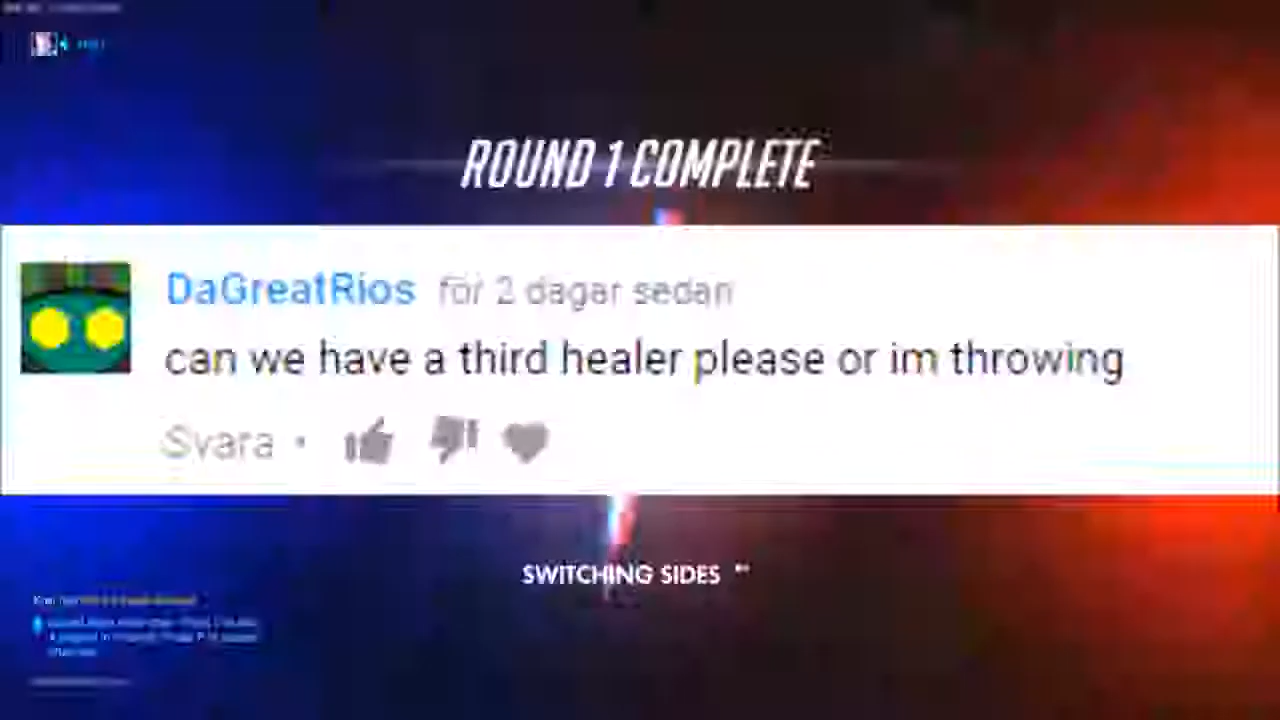 ROUND 1 COMPLETE
DaGreatRios för 2 dagar sedan
can we have a third healer please or im throwing
Svara •
SWITCHING SIDES